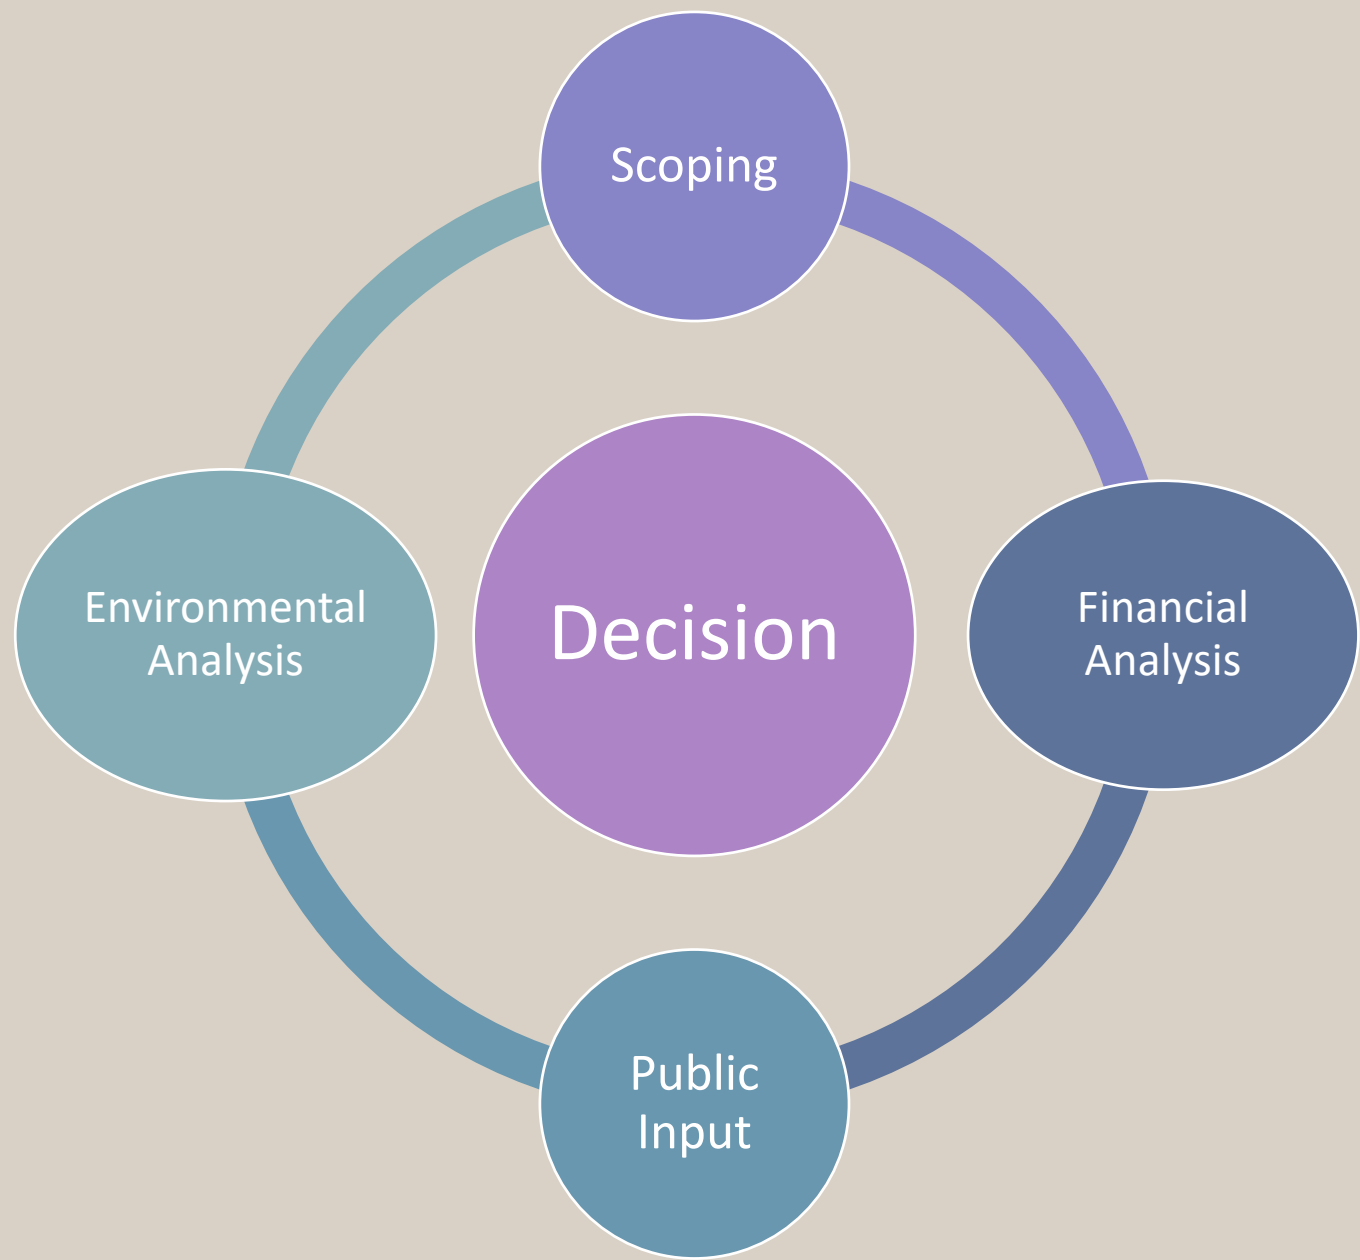 Scoping
Environmental
Analysis
Decision
Financial
Analysis
Public
Input